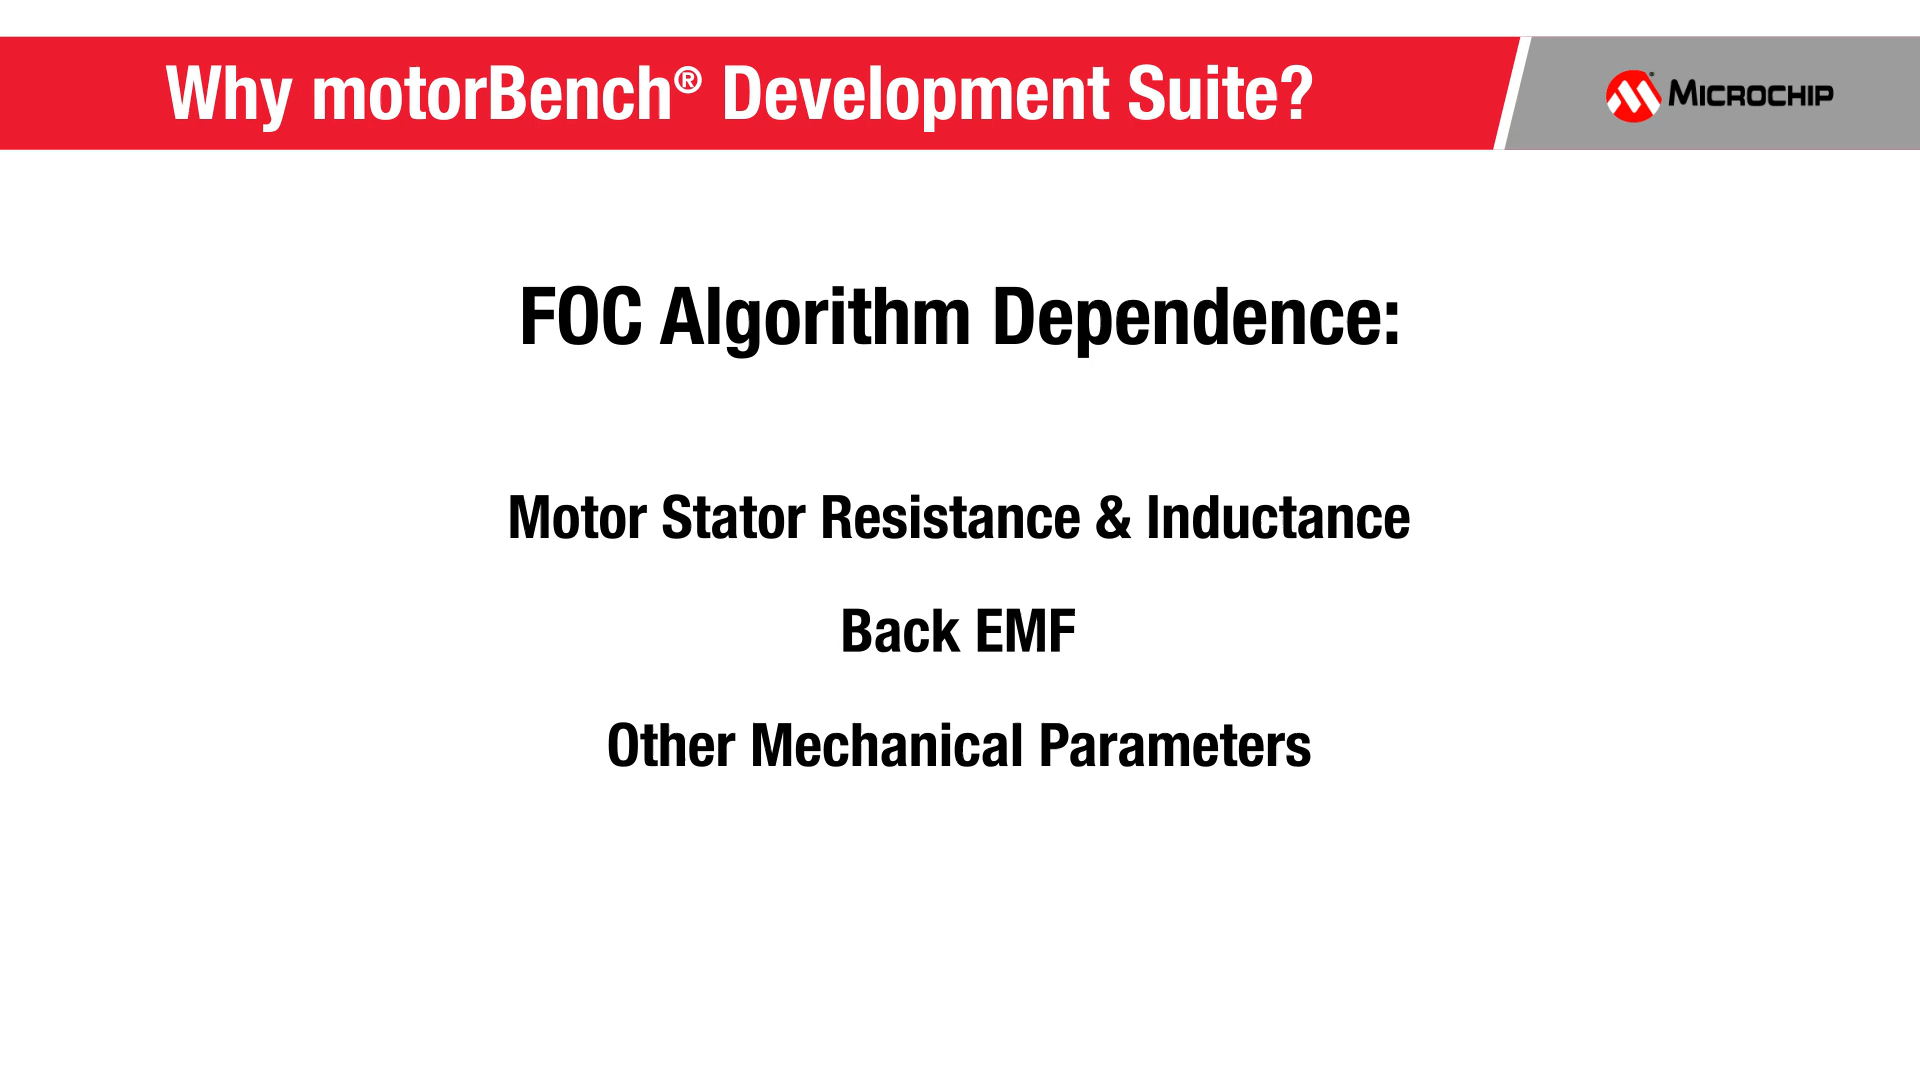 Why motorBench® Development Suite?
MICROCHIP
FOC Algorithm Dependence:
Motor Stator Resistance & Inductance
Back EMF
Other Mechanical Parameters